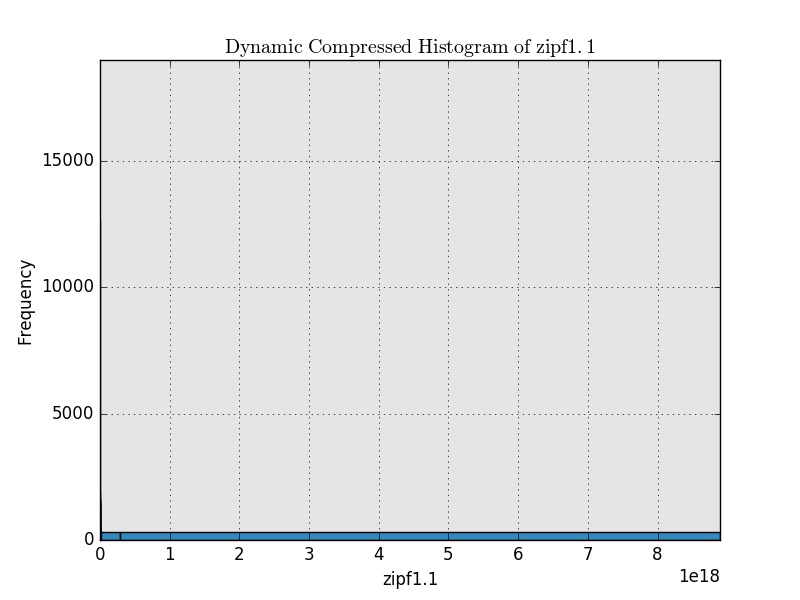 Dynamic Compressed Histogram of zipf1.1
15000
10000
5000
0
Frequency
0 1 2 3 4 5 6 7 8
1e18
zipf1.1